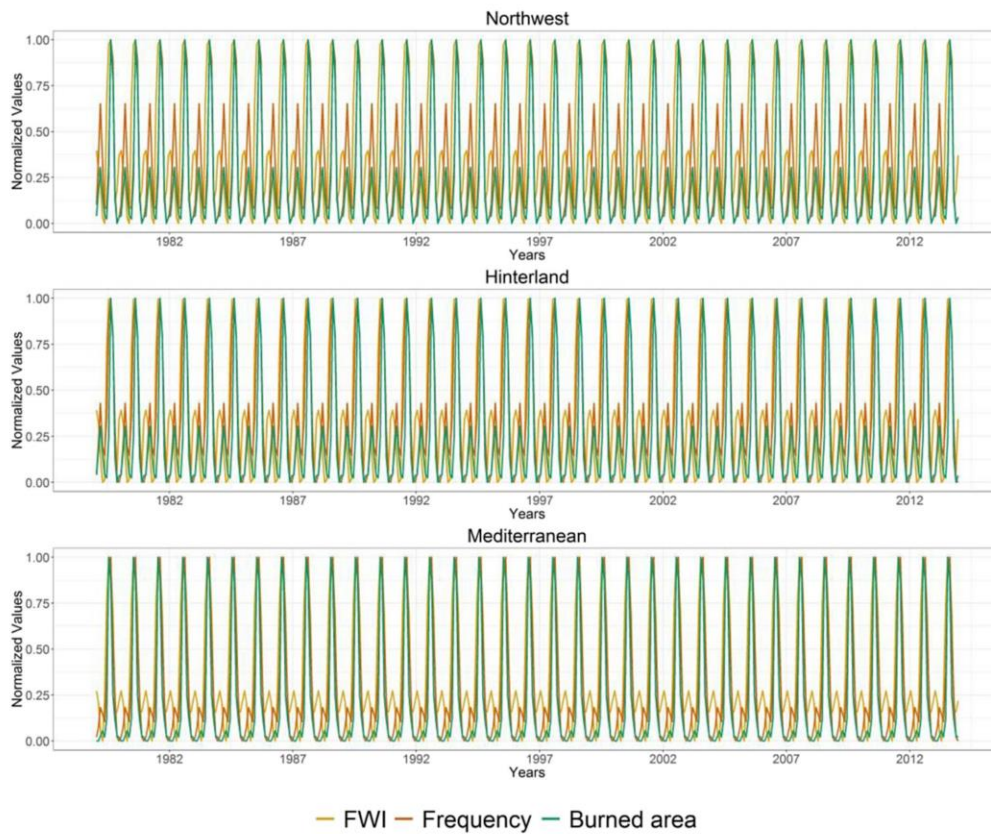 Northwest
Normalized Values
1.00
0.75
0.50
0.25
0.00
1982 1987 1992 1997 2002 2007 2012
Years
Hinterland
Normalized Values
1.00
0.75
0.50
0.25
0.00
1982 1987 1992 1997 2002 2007 2012
Years
Mediterranean
Normalized Values
1.00
0.75
0.50
0.25
0.00
1982 1987 1992 1997 2002 2007 2012
Years
FWI Frequency Burned area